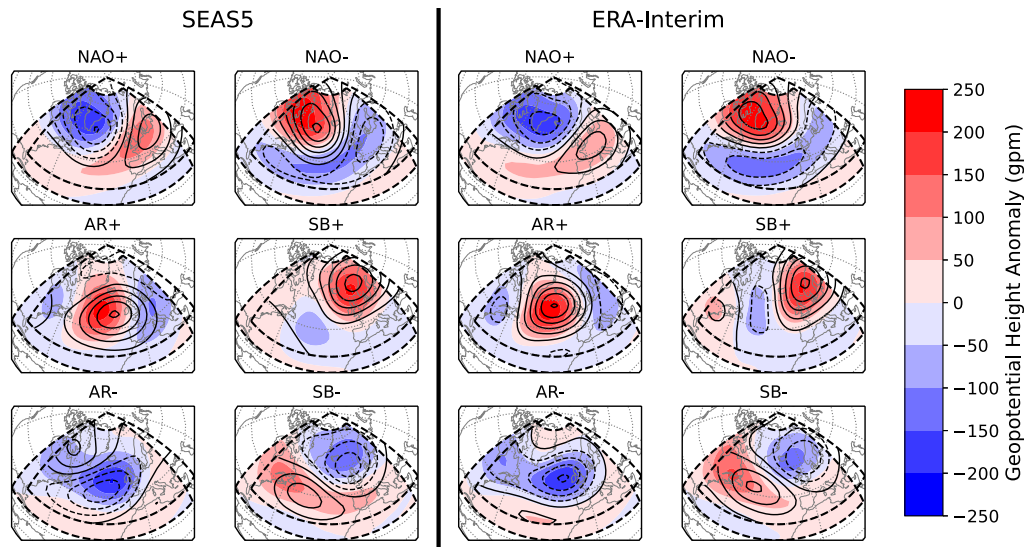 SEAS5 ERA-Interim
NAO+ NAO- NAO+ NAO-
AR+ SB+ AR+ SB+
AR- SB- AR- SB-
250
200
150
100
50
0
−50
−100
−150
−200
−250
Geopotential Height Anomaly (gpm)